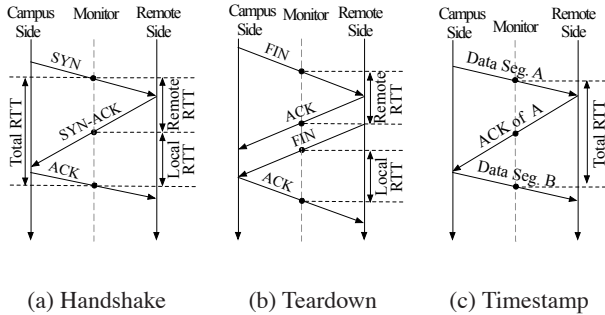 Campus Side
Monitor
Remote Side
SYN
SYN-ACK
ACK
Total RTT
Remote RTT
Local RTT
(a) Handshake
Campus Side
Monitor
Remote Side
FIN
ACK
FIN
ACK
Remote RTT
Local RTT
(b) Teardown
Campus Side
Monitor
Remote Side
Data Seg. A
ACK of A
Data Seg. B
Total RTT
(c) Timestamp